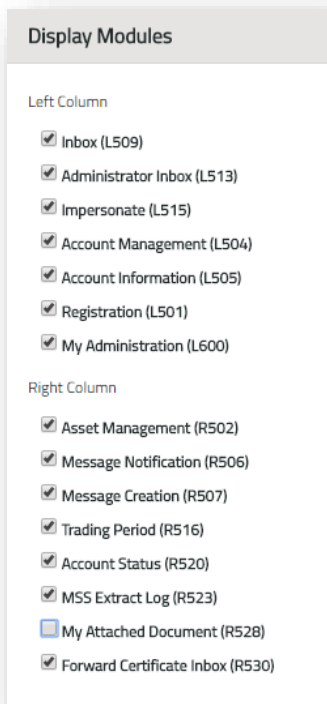 Display Modules
Left Column
Inbox (L509)
Administrator Inbox (L513)
Impersonate (L515)
Account Management (L504)
Account Information (L505)
Registration (L501)
My Administration (L600)
Right Column
Asset Management (R502)
Message Notification (R506)
Message Creation (R507)
Trading Period (R516)
Account Status (R520)
MSS Extract Log (R523)
My Attached Document (R528)
Forward Certificate Inbox (R530)